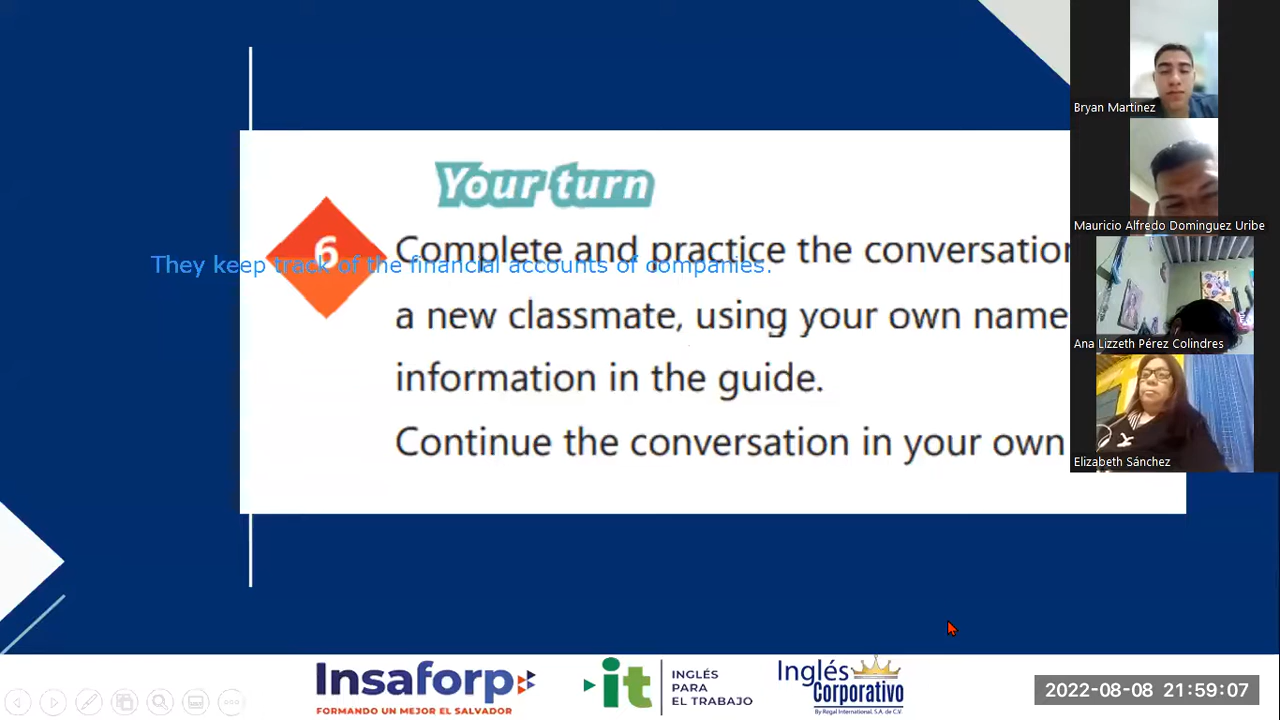 Your turn
6
Complete and practice the conversation
They keep track of the financial accounts of companies.
a new classmate, using your own name
information in the guide.
Continue the conversation in your own
Bryan Martinez
Mauricio Alfredo Dominguez Uribe
Ana Lizzeth Pérez Colindres
Elizabeth Sánchez
Insaforp
FORMANDO UN MEJOR EL SALVADOR
it
INGLÉS
PARA
EL TRABAJO
Inglés
Corporativo
By Regal International, S.A. de C.V.
2022-08-08 21:59:07